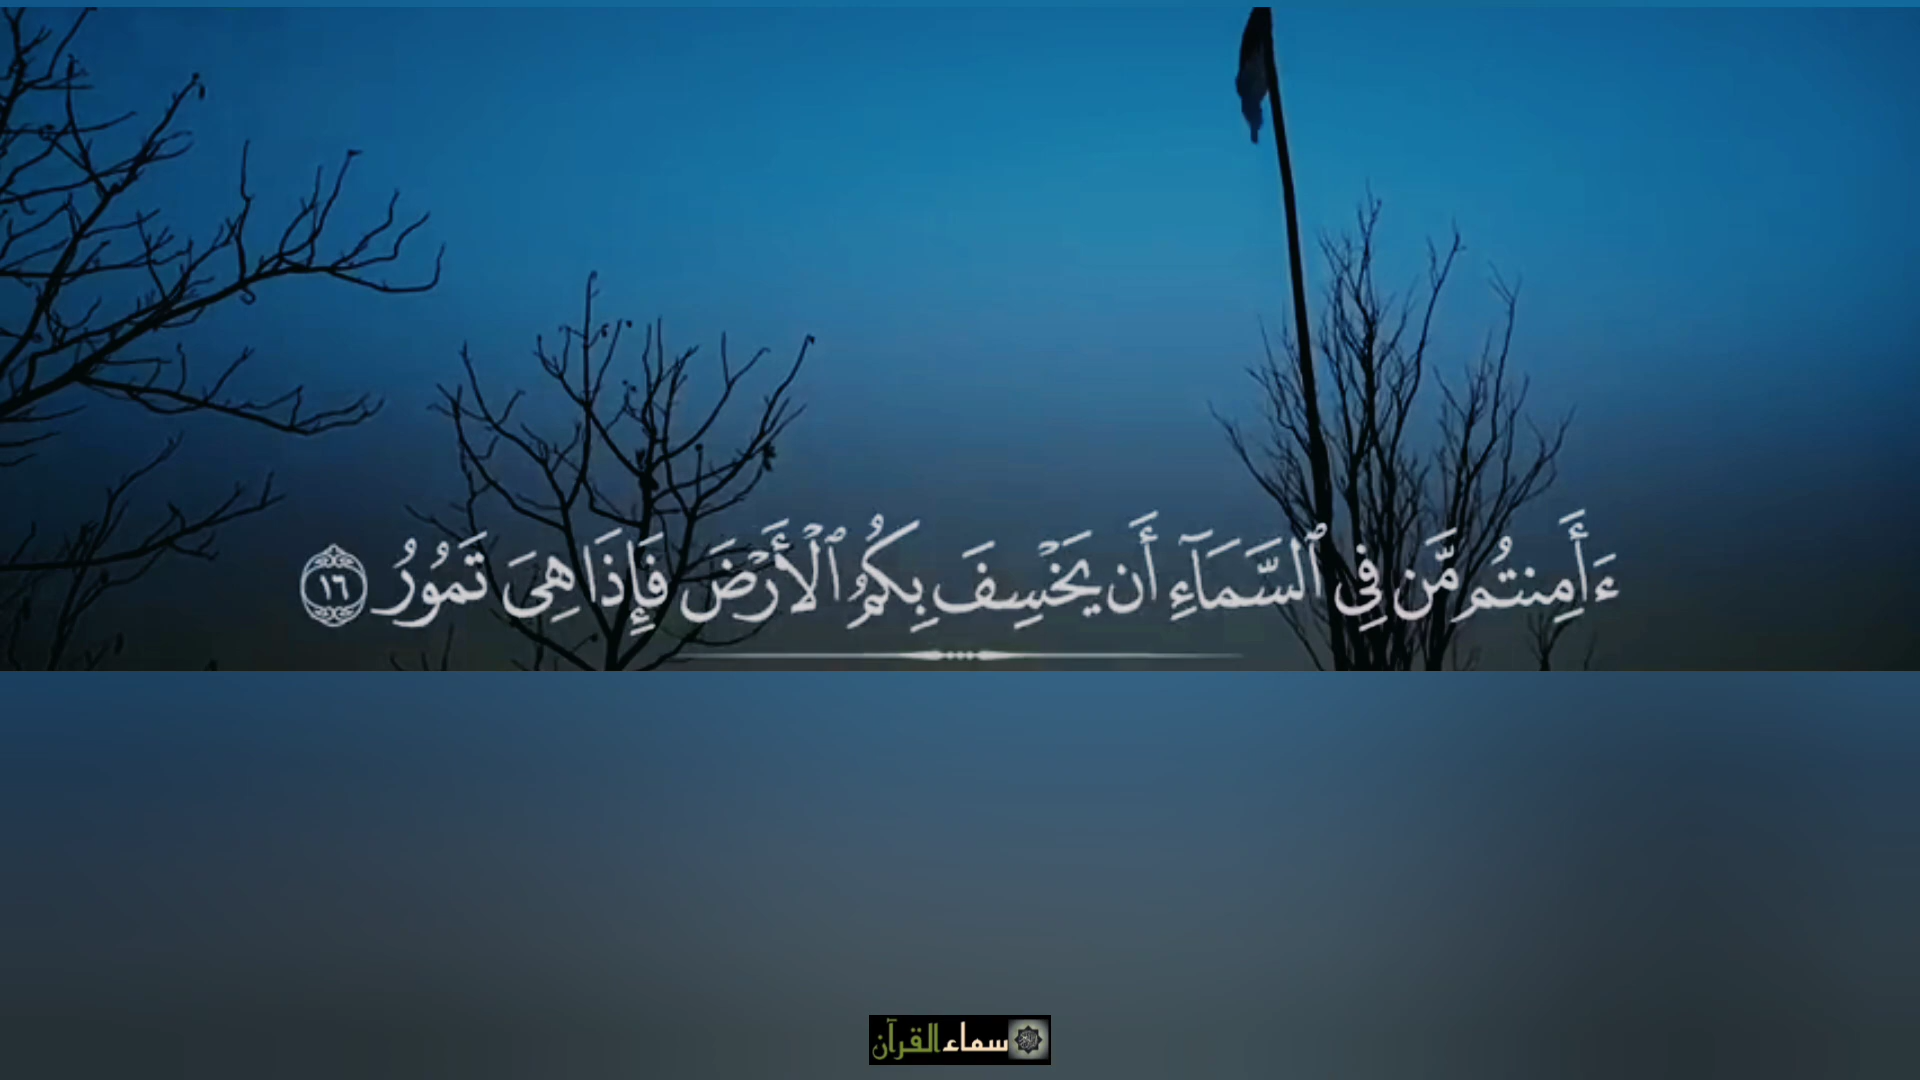 ءَأَمِنتُم مَّن فِي ٱلسَّمَآءِ أَن يَخۡسِفَ بِكُمُ ٱلۡأَرۡضَ فَإِذَا هِيَ تَمُورُ ١٦
سماء القرآن